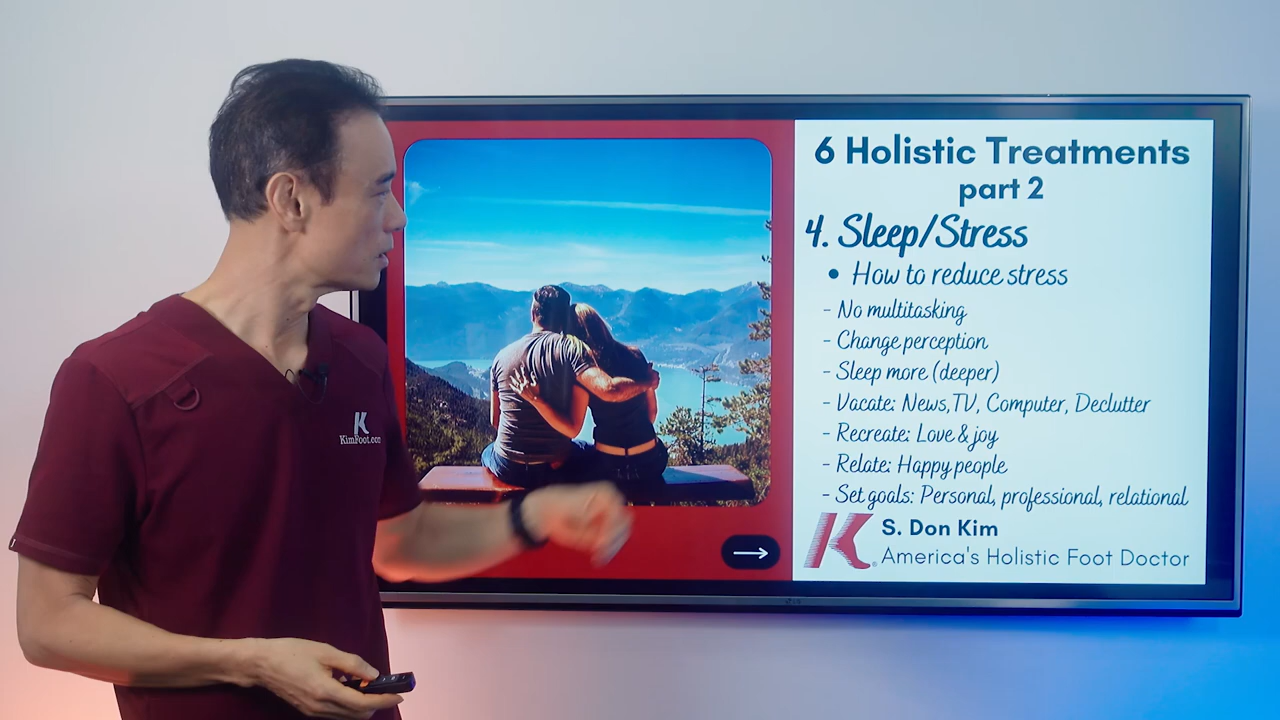 6 Holistic Treatments
part 2
4. Sleep/Stress
• How to reduce stress
- No multitasking
- Change perception
- Sleep more (deeper)
- Vacate: News, TV, Computer, Declutter
- Recreate: Love & joy
- Relate: Happy people
- Set goals: Personal, professional, relational
K® S. Don Kim
America's Holistic Foot Doctor
K
KimFoot.com
LG